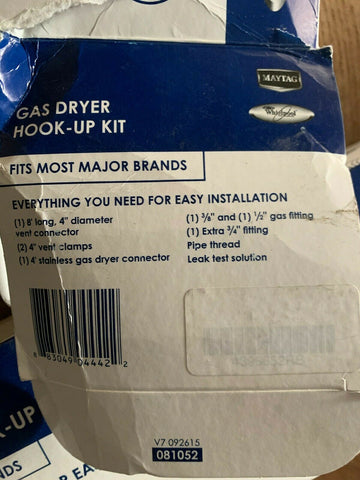 MAYTAG
Whirlpool
GAS DRYER
HOOK-UP KIT
FITS MOST MAJOR BRANDS
EVERYTHING YOU NEED FOR EASY INSTALLATION
(1) 8' long, 4" diameter
vent connector
(2) 4" vent clamps
(1) 4' stainless gas dryer connector
(1) ⅜" and (1) ½" gas fitting
(1) Extra ¾" fitting
Pipe thread
Leak test solution
8 83049 04442 2
V7 092615
081052
-UP
NDS